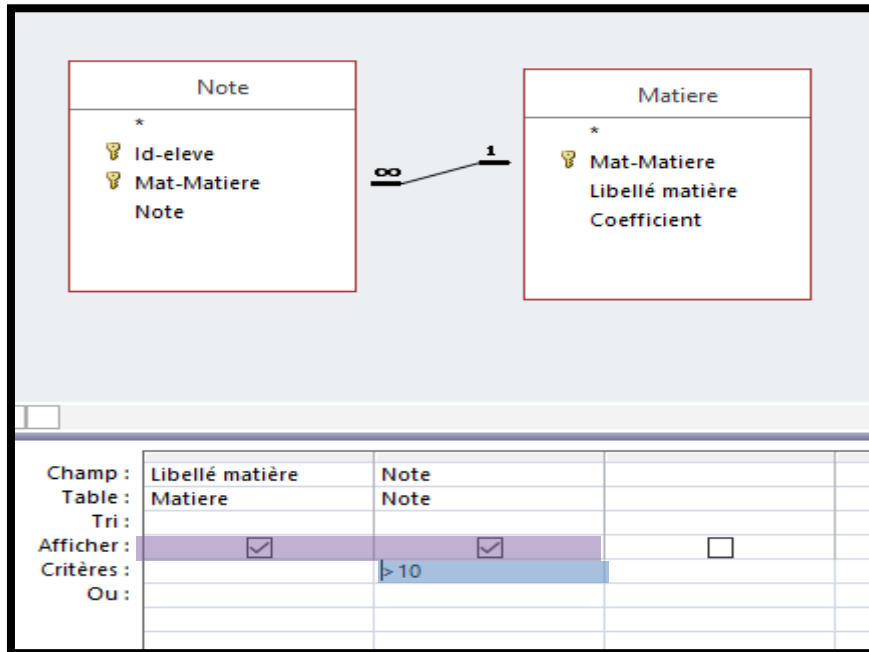 Note
*
Id-eleve
Mat-Matiere
Note
∞ 1
Matiere
*
Mat-Matiere
Libellé matière
Coefficient
Champ : Libellé matière Note
Table : Matiere Note
Tri :
Afficher :
Critères : > 10
Ou :